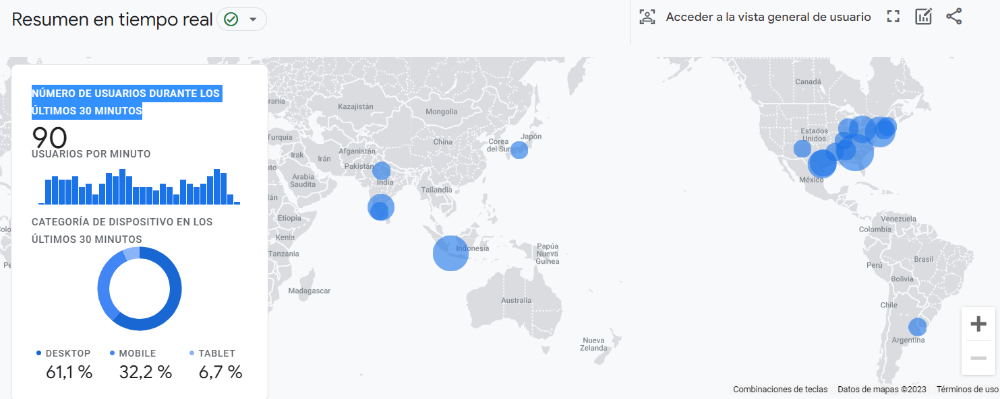 Resumen en tiempo real
Acceder a la vista general de usuario
NÚMERO DE USUARIOS DURANTE LOS
ÚLTIMOS 30 MINUTOS
90
USUARIOS POR MINUTO
CATEGORÍA DE DISPOSITIVO EN LOS
ÚLTIMOS 30 MINUTOS
DESKTOP
61,1 %
MOBILE
32,2 %
TABLET
6,7 %
Kazajistán
Mongolia
Turquía
Afganistán
China
Corea
del Sur
Japón
Irak
Irán
Pakistán
Arabia
Saudita
India
Tailandia
Etiopía
Kenia
Tanzania
Indonesia
Papúa
Nueva
Guinea
Madagascar
Australia
Nueva
Zelanda
Canadá
Estados
Unidos
México
Venezuela
Colombia
Perú
Brasil
Bolivia
Chile
Argentina
Combinaciones de teclas
Datos de mapas ©2023
Términos de uso